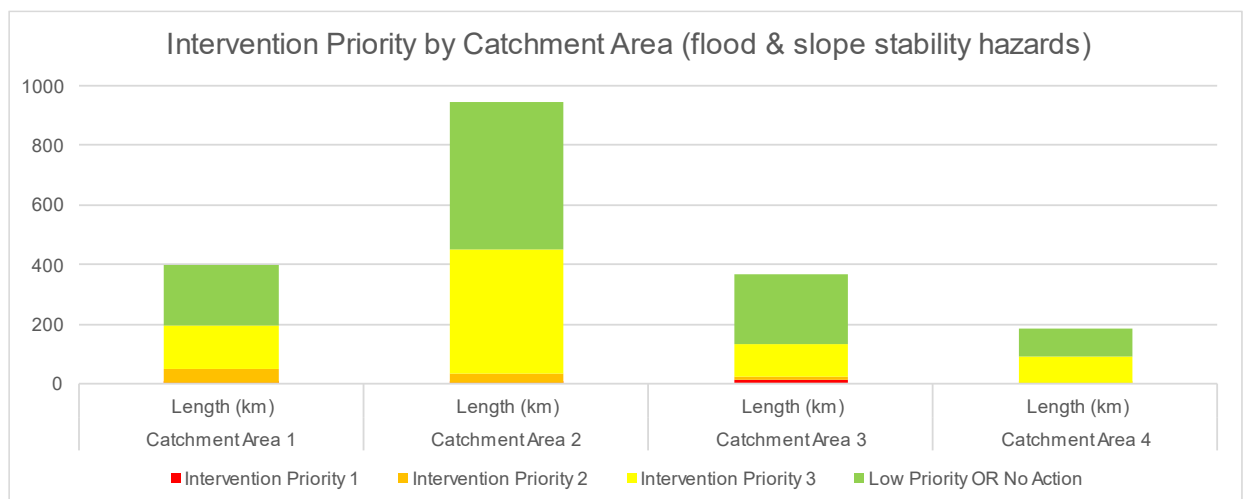 Intervention Priority by Catchment Area (flood & slope stability hazards)
1000
800
600
400
200
0
Length (km) Length (km) Length (km) Length (km)
Catchment Area 1 Catchment Area 2 Catchment Area 3 Catchment Area 4
Intervention Priority 1 Intervention Priority 2 Intervention Priority 3 Low Priority OR No Action